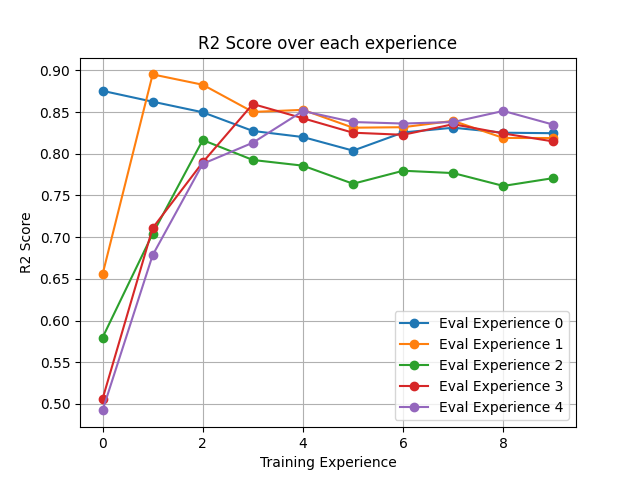 R2 Score over each experience
0.90
0.85
0.80
0.75
0.70
0.65
0.60
0.55
0.50
R2 Score
Eval Experience 0
Eval Experience 1
Eval Experience 2
Eval Experience 3
Eval Experience 4
0 2 4 6 8
Training Experience